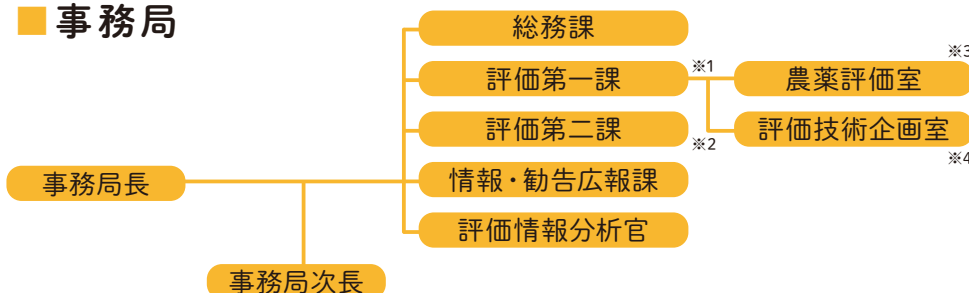 ■事務局
総務課
評価第一課
※1
農薬評価室
※3
評価技術企画室
※4
評価第二課
※2
事務局長
情報・勧告広報課
評価情報分析官
事務局次長